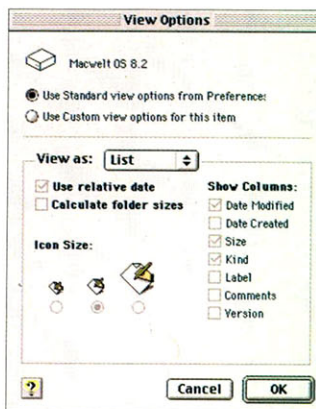 View Options
Macwelt OS 8.2
Use Standard view options from Preference:
Use Custom view options for this item
View as: List
Use relative date
Calculate folder sizes
Icon Size:
Show Columns:
Date Modified
Date Created
Size
Kind
Label
Comments
Version
?
Cancel OK